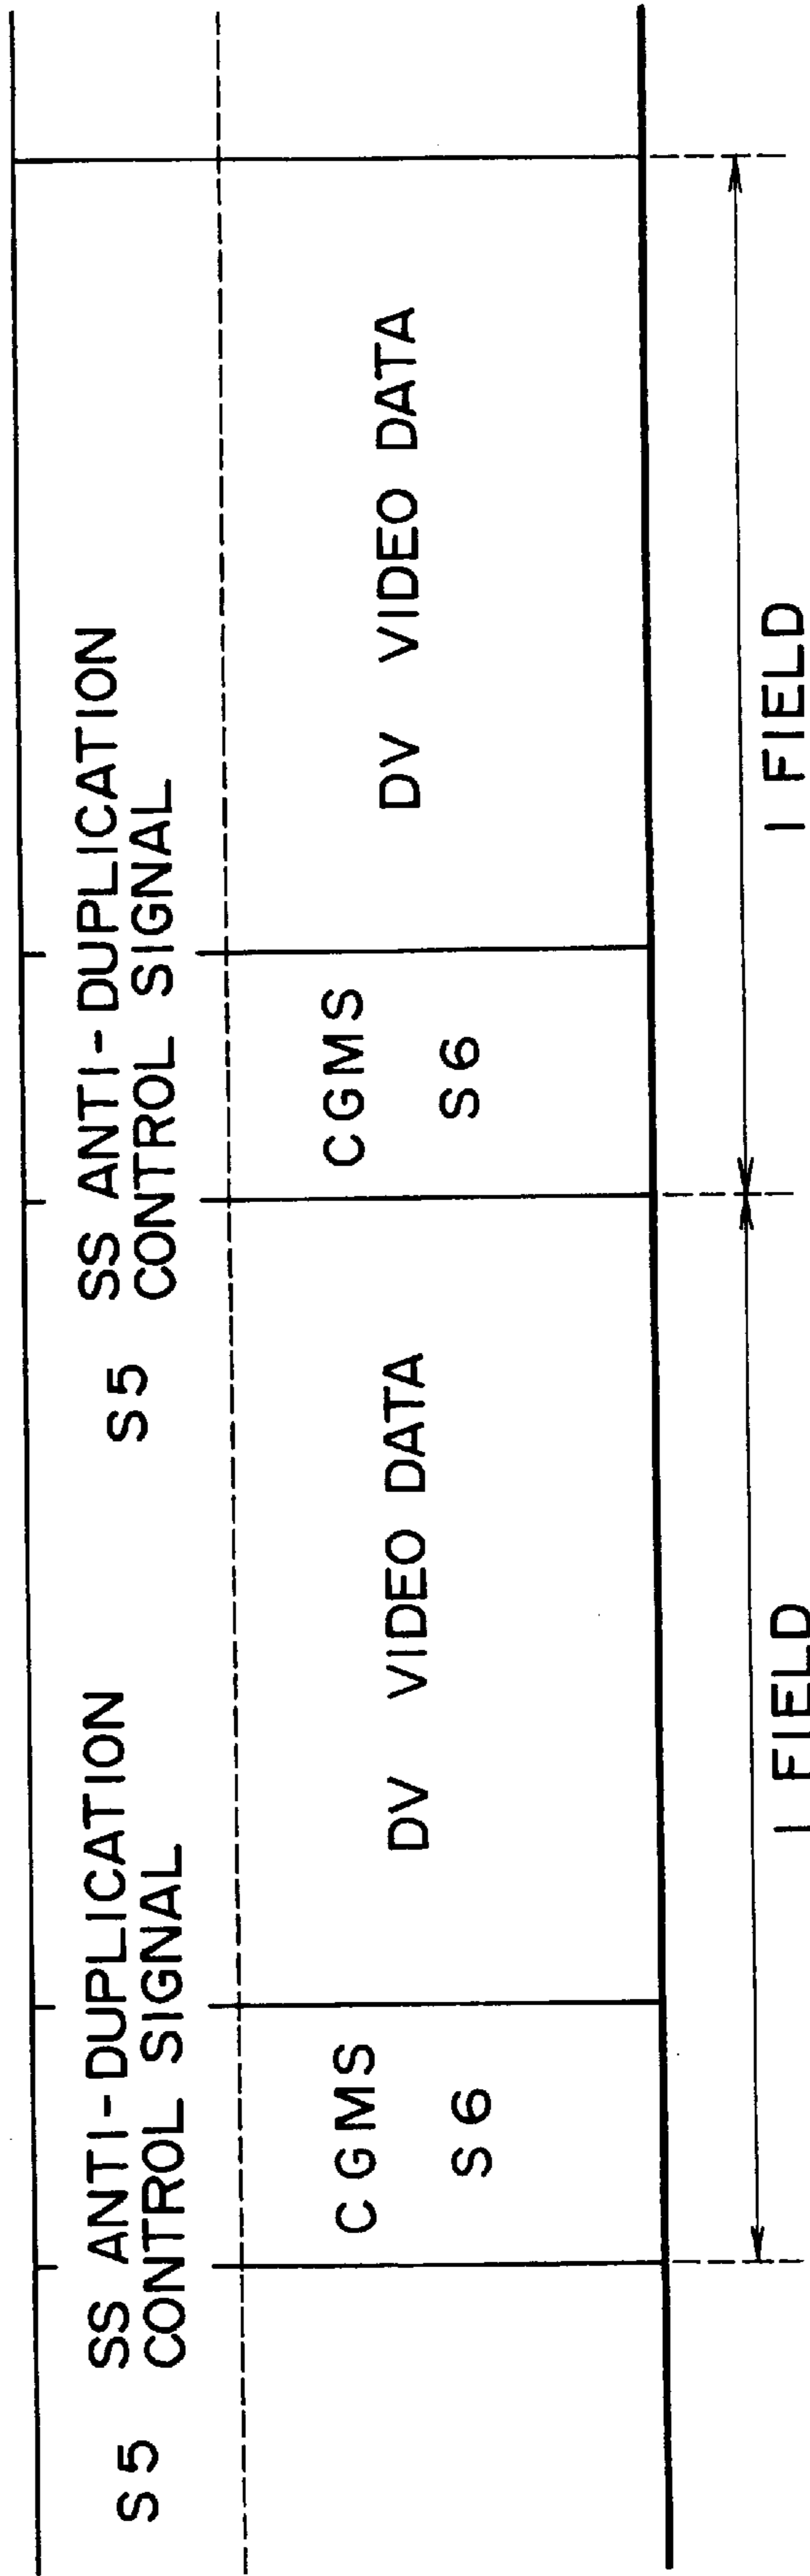 S5 SS ANTI-DUPLICATION
CONTROL SIGNAL
S5 SS ANTI-DUPLICATION
CONTROL SIGNAL
CGMS
S6
DV VIDEO DATA
CGMS
S6
DV VIDEO DATA
1 FIELD
1 FIELD